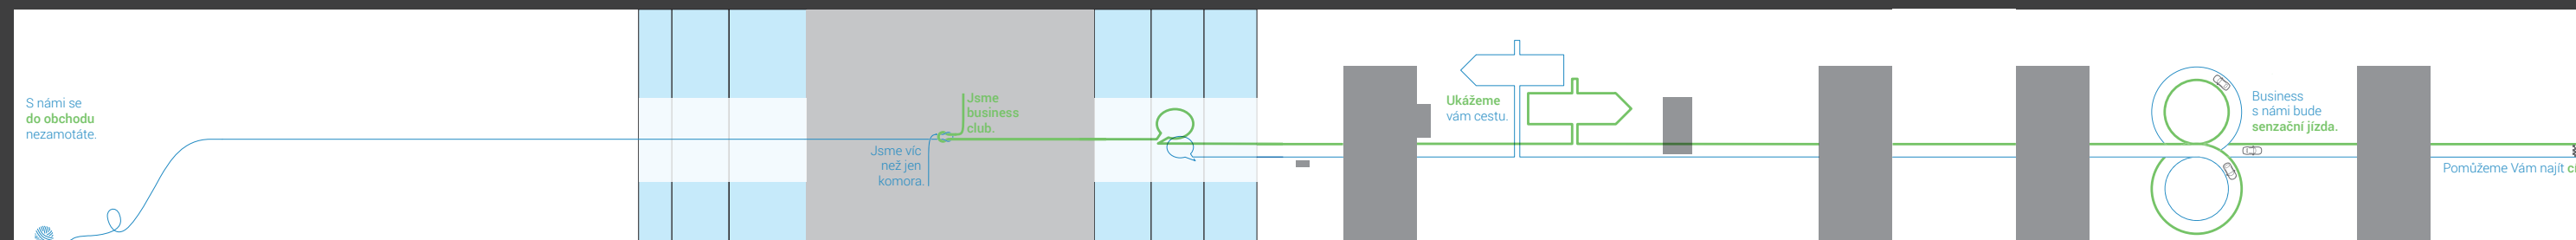 S námi se
do obchodu
nezamotáte.
Jsme
business
club.
Jsme víc
než jen
komora.
Ukážeme
vám cestu.
Business
s námi bude
senzační jízda.
Pomůžeme Vám najít